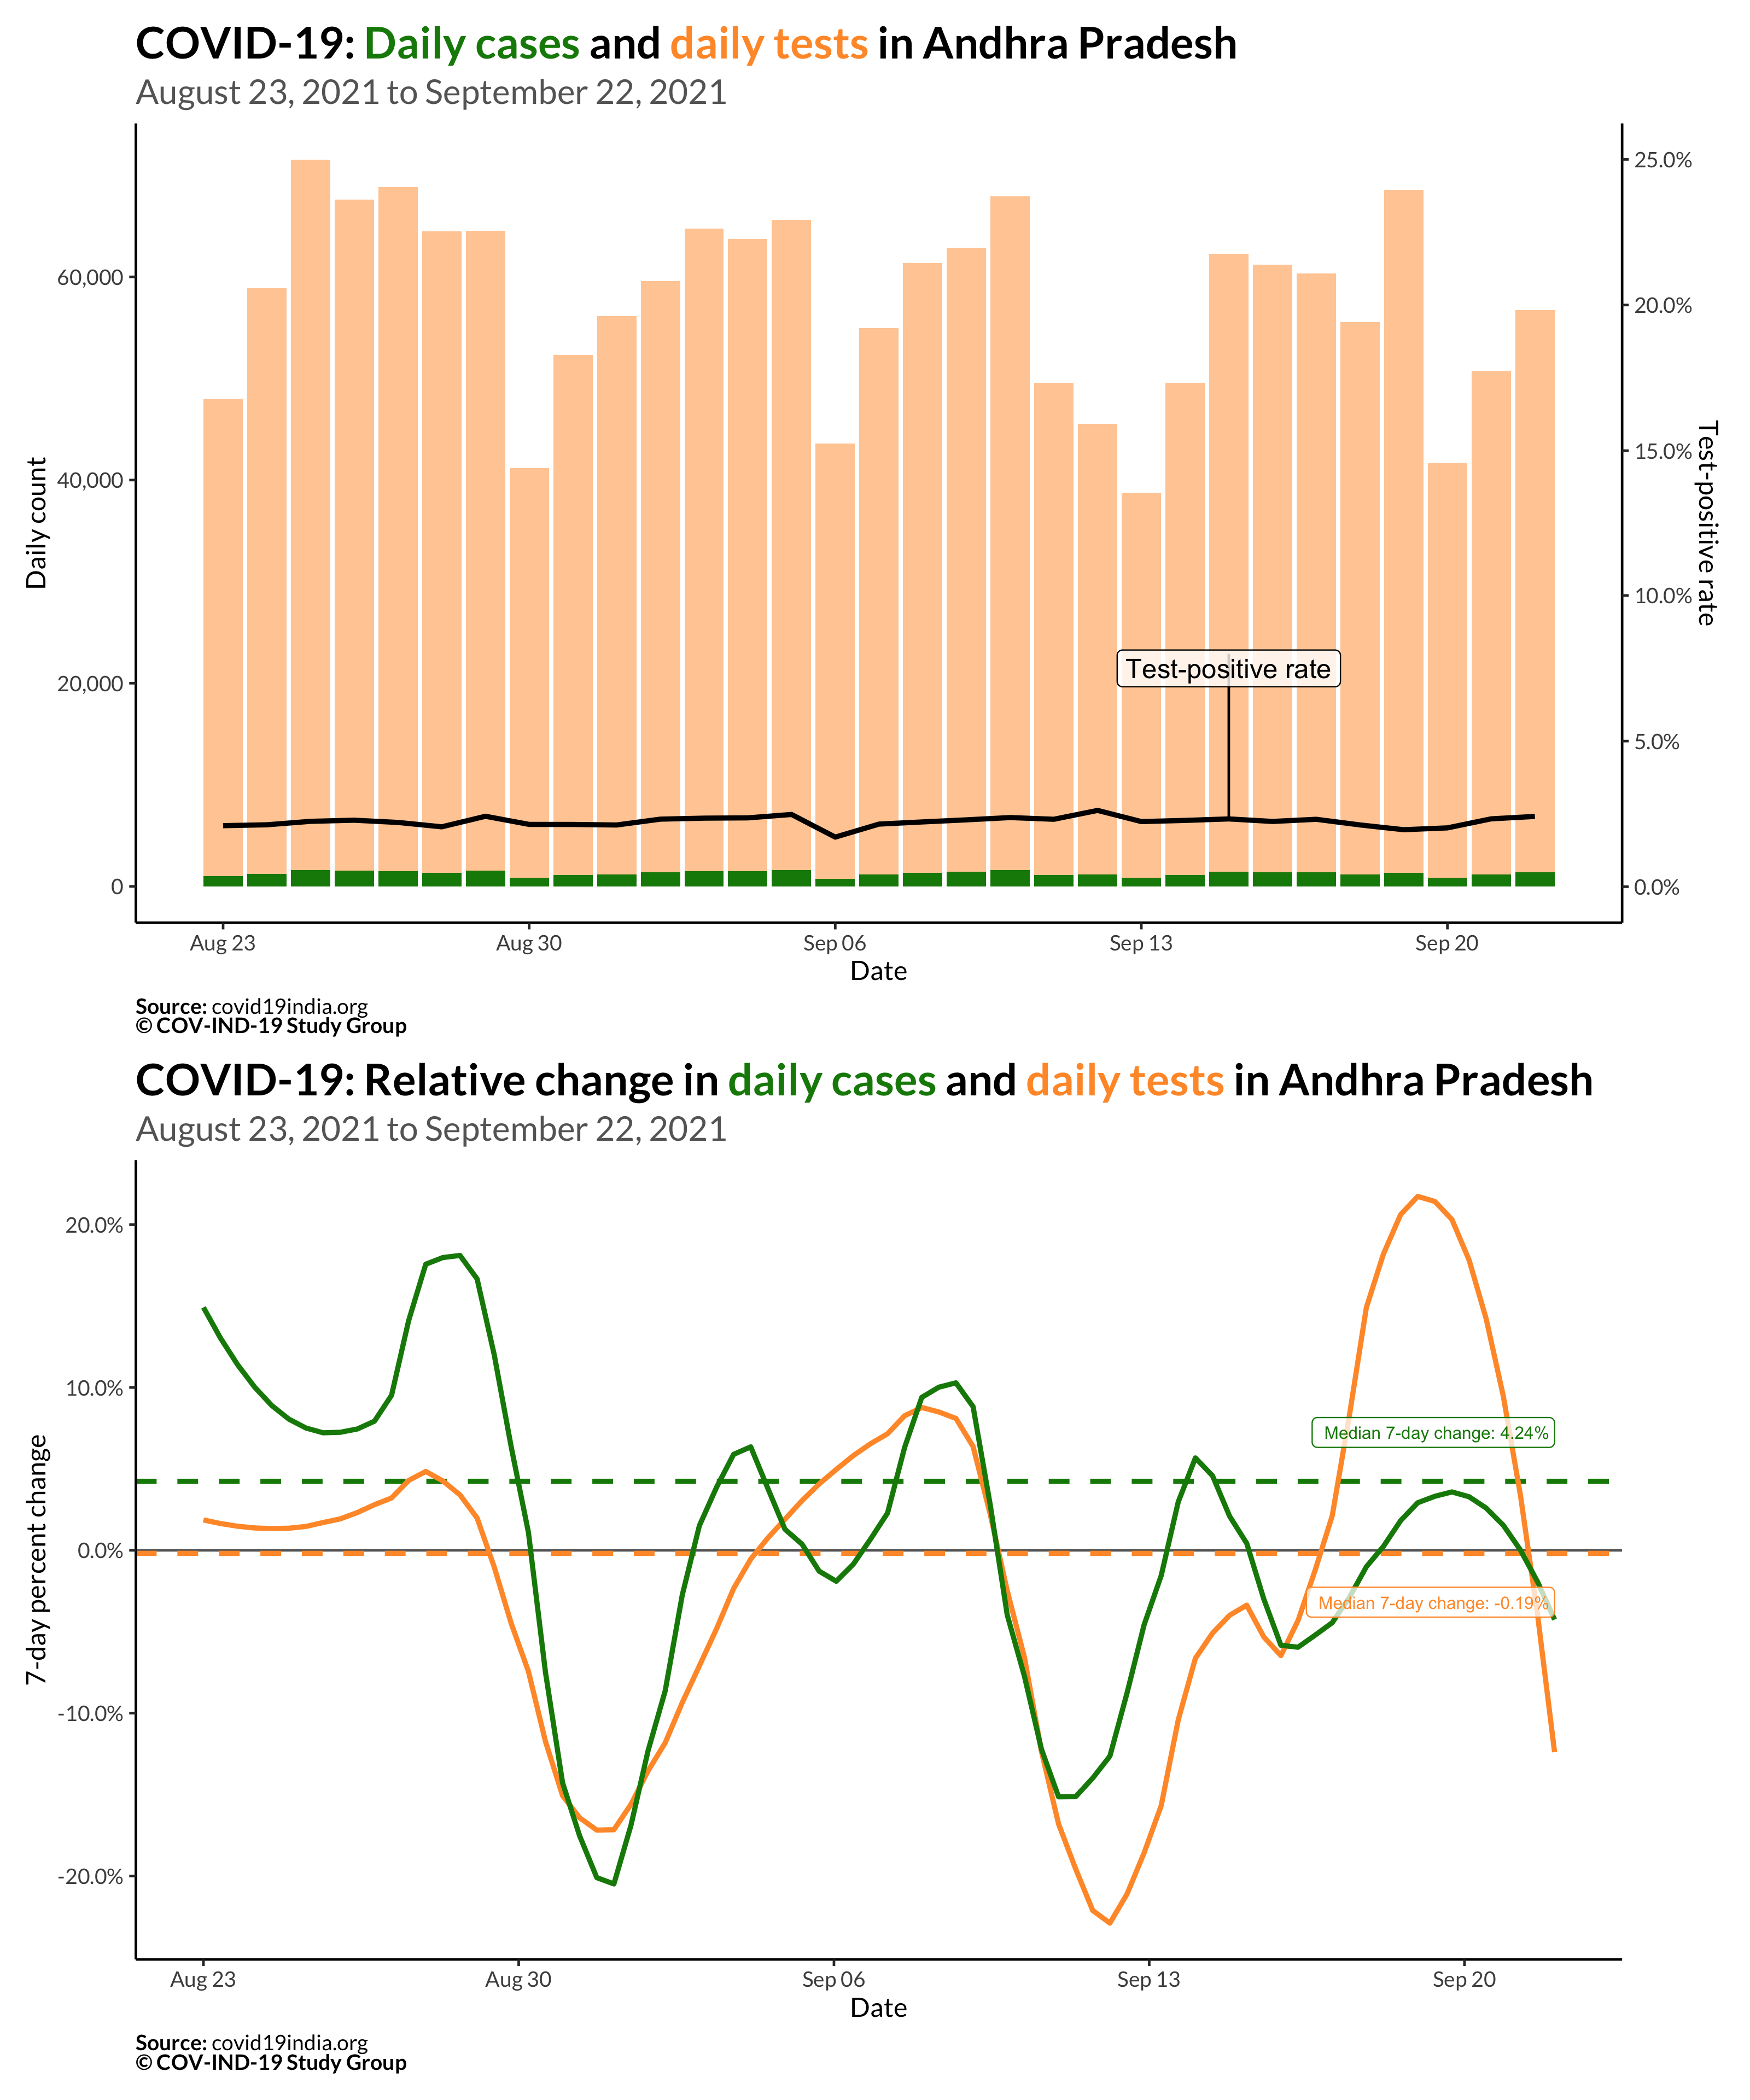 COVID-19: Daily cases and daily tests in Andhra Pradesh
August 23, 2021 to September 22, 2021
25.0%
20.0%
60,000
15.0%
40,000
10.0%
Daily count
Test-positive rate
Test-positive rate
20,000
5.0%
0
0.0%
Aug 23 Aug 30 Sep 06 Sep 13 Sep 20
Date
Source: covid19india.org
© COV-IND-19 Study Group
COVID-19: Relative change in daily cases and daily tests in Andhra Pradesh
August 23, 2021 to September 22, 2021
20.0%
10.0%
Median 7-day change: 4.24%
7-day percent change
0.0%
Median 7-day change: -0.19%
-10.0%
-20.0%
Aug 23 Aug 30 Sep 06 Sep 13 Sep 20
Date
Source: covid19india.org
© COV-IND-19 Study Group